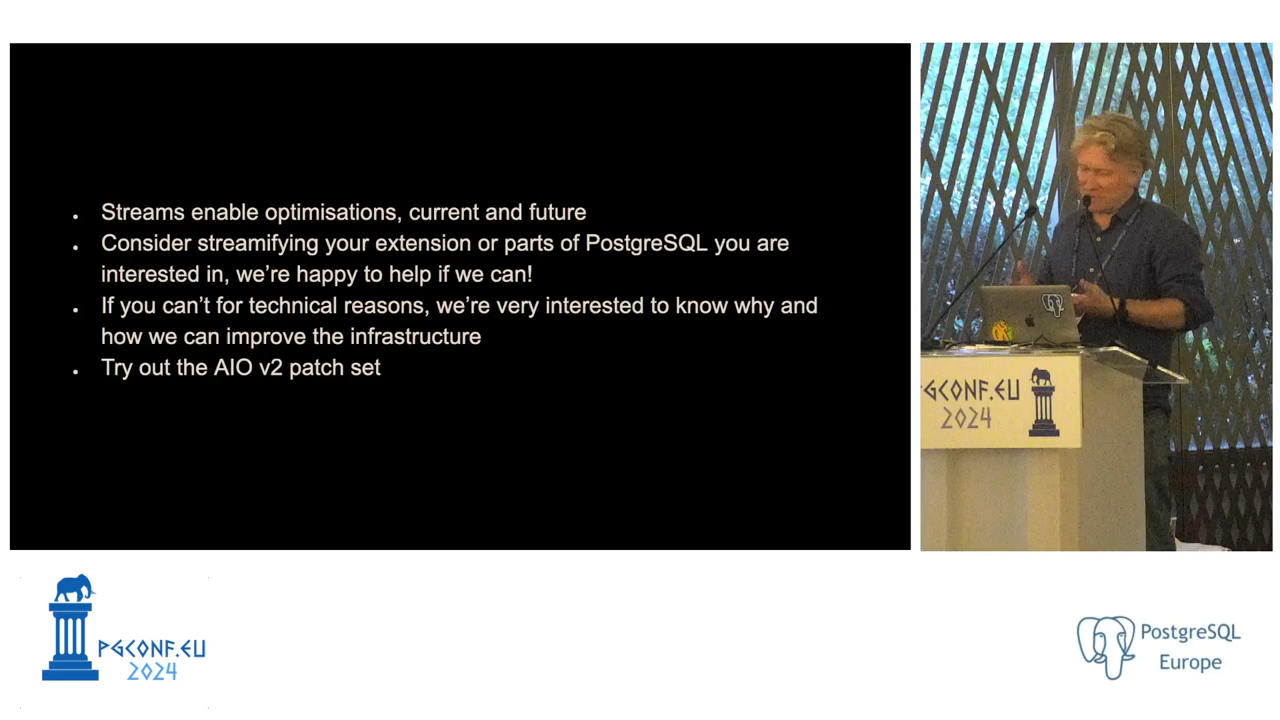 Streams enable optimisations, current and future
Consider streamifying your extension or parts of PostgreSQL you are
interested in, we're happy to help if we can!
If you can't for technical reasons, we're very interested to know why and
how we can improve the infrastructure
Try out the AIO v2 patch set
PGCONF.EU
2024
PGCONF.EU
2024
PostgreSQL
Europe